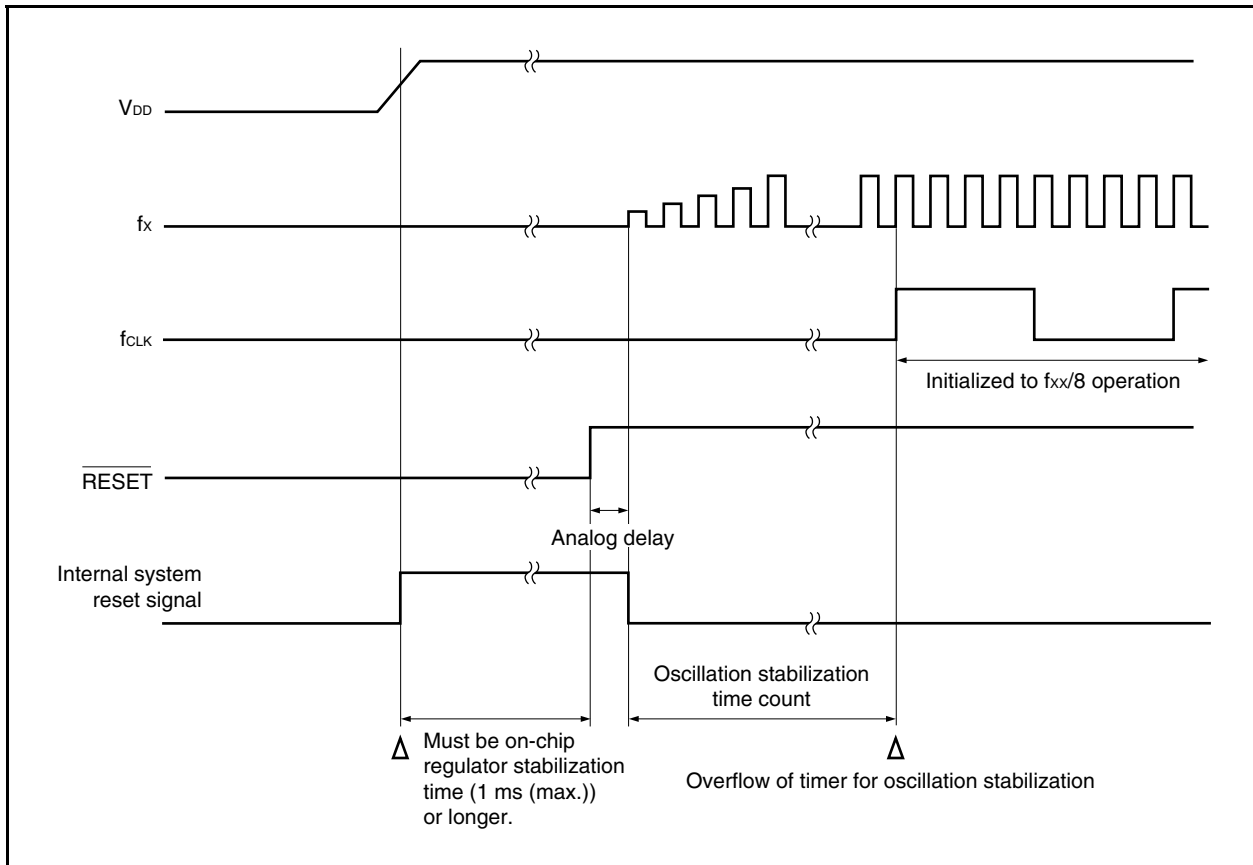 VDD
fX
fCLK
Initialized to fXX/8 operation
RESET
Analog delay
Internal system
reset signal
Oscillation stabilization
time count
Must be on-chip
regulator stabilization
time (1 ms (max.))
or longer.
Overflow of timer for oscillation stabilization